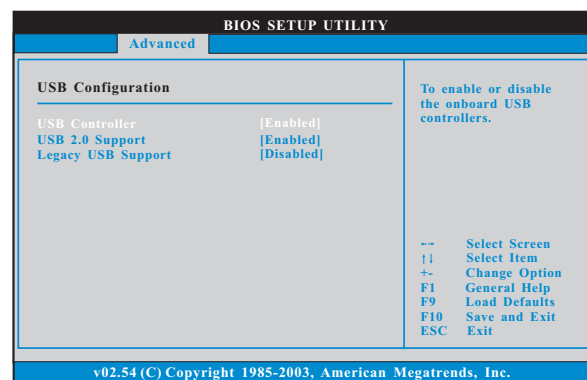 BIOS SETUP UTILITY
Advanced
USB Configuration
USB Controller [Enabled]
USB 2.0 Support [Enabled]
Legacy USB Support [Disabled]
To enable or disable
the onboard USB
controllers.
←→ Select Screen
↑↓ Select Item
+- Change Option
F1 General Help
F9 Load Defaults
F10 Save and Exit
ESC Exit
v02.54 (C) Copyright 1985-2003, American Megatrends, Inc.